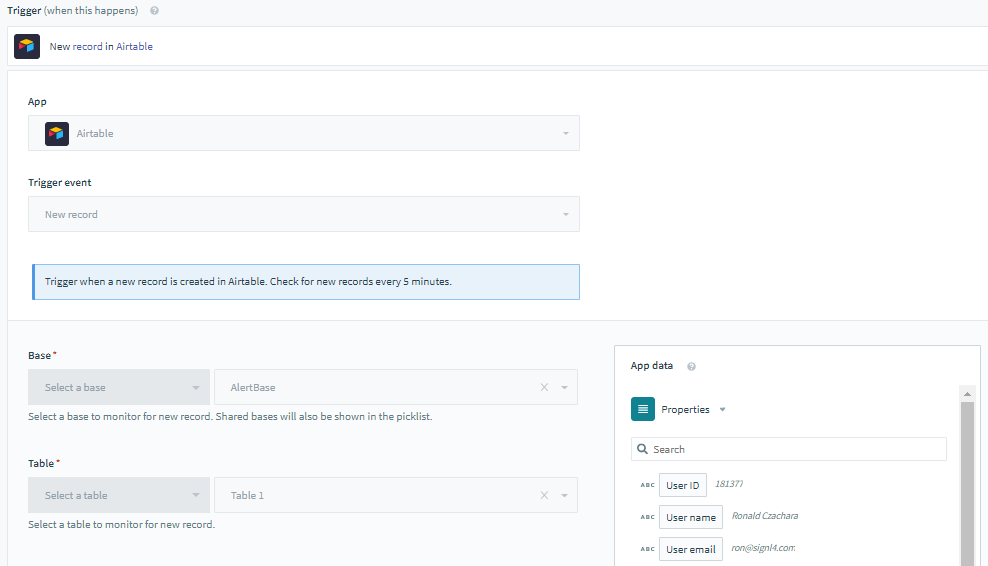 Trigger (when this happens)
New record in Airtable
App
Airtable
Trigger event
New record
Trigger when a new record is created in Airtable. Check for new records every 5 minutes.
Base*
Select a base
AlertBase
Select a base to monitor for new record. Shared bases will also be shown in the picklist.
Table*
Select a table
Table 1
Select a table to monitor for new record.
App data
Properties
Search
ABC User ID 181377
ABC User name Ronald Czachara
ABC User email ron@signl4.com